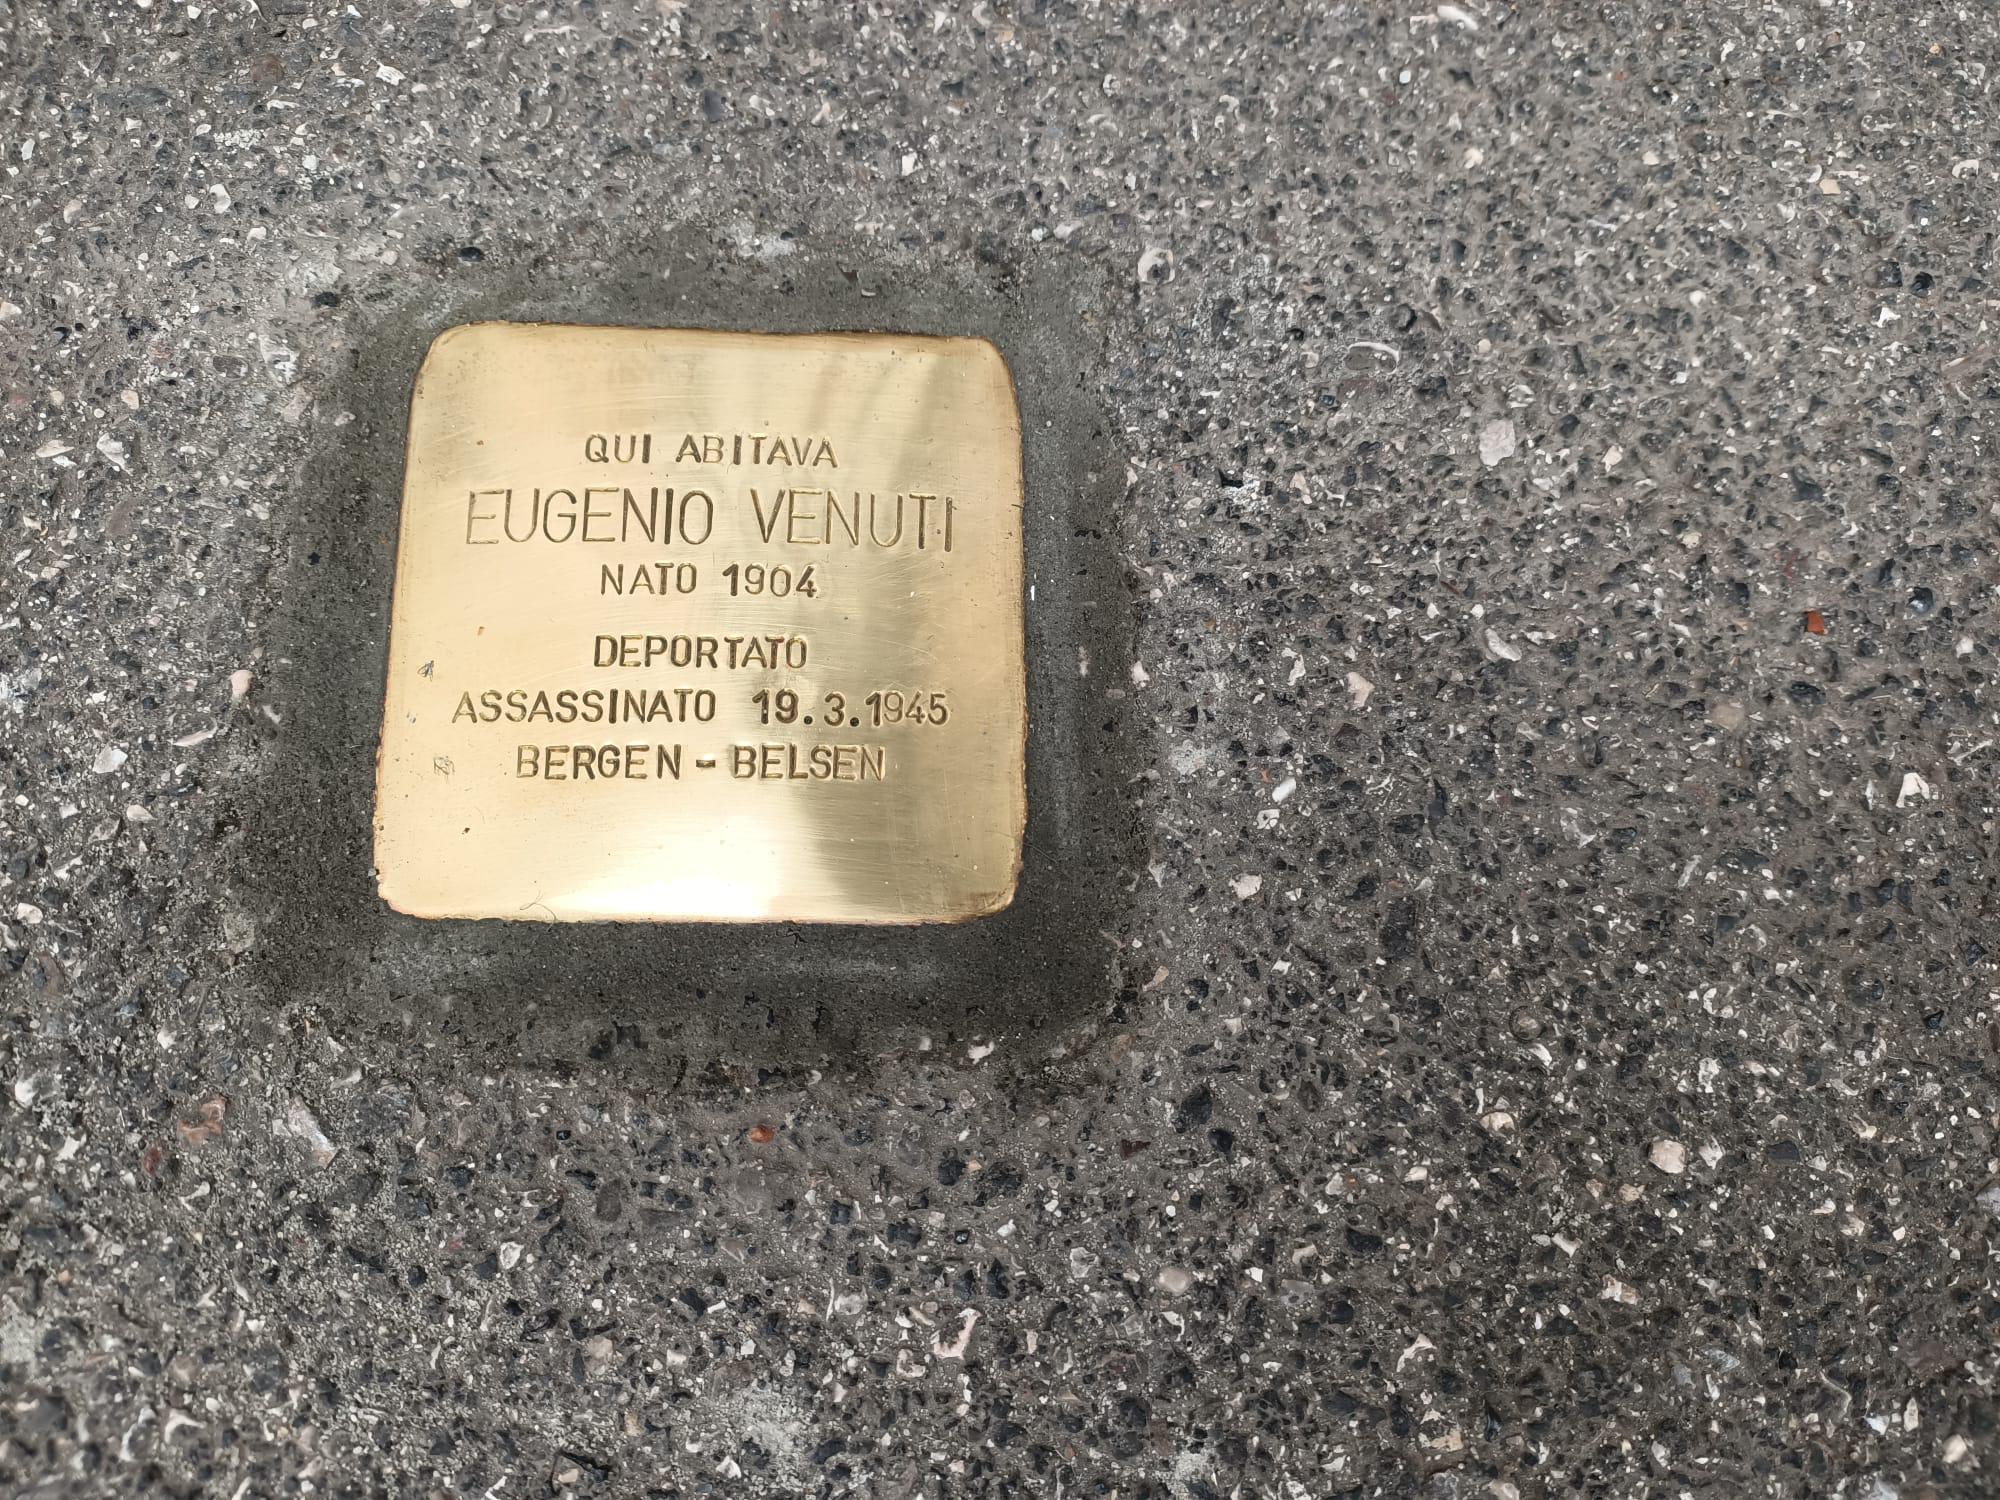 QUI ABITAVA
EUGENIO VENUTI
NATO 1904
DEPORTATO
ASSASSINATO 19.3.1945
BERGEN - BELSEN